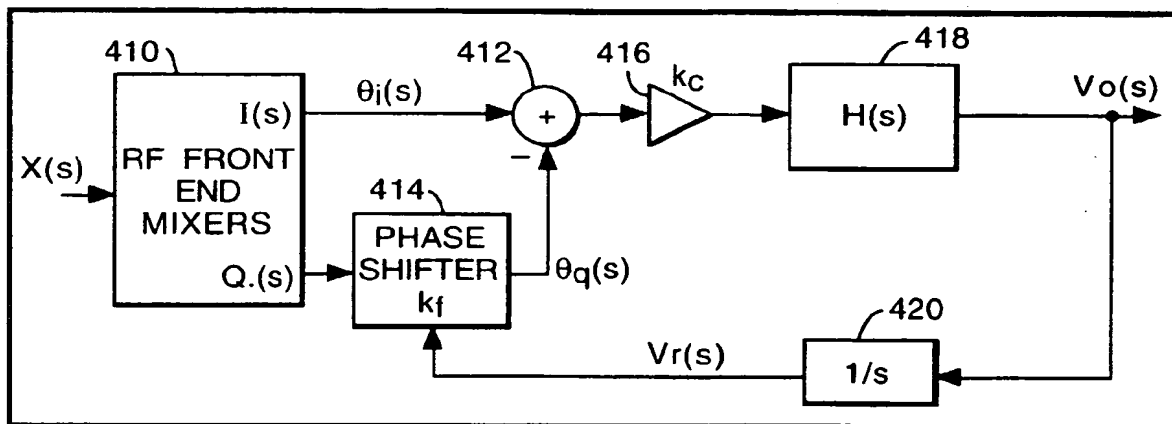 410
412
416
418
kc
θi(s)
I(s)
+
H(s)
Vo(s)
RF FRONT
END
MIXERS
X(s)
−
414
PHASE
SHIFTER
kf
Q.(s)
θq(s)
420
Vr(s)
1/s